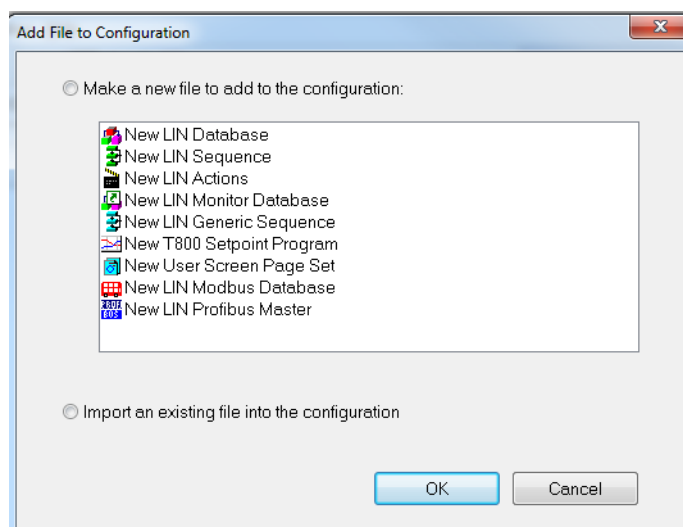 Add File to Configuration
Make a new file to add to the configuration:
New LIN Database
New LIN Sequence
New LIN Actions
New LIN Monitor Database
New LIN Generic Sequence
New T800 Setpoint Program
New User Screen Page Set
New LIN Modbus Database
PROFI
BUS New LIN Profibus Master
Import an existing file into the configuration
OK Cancel